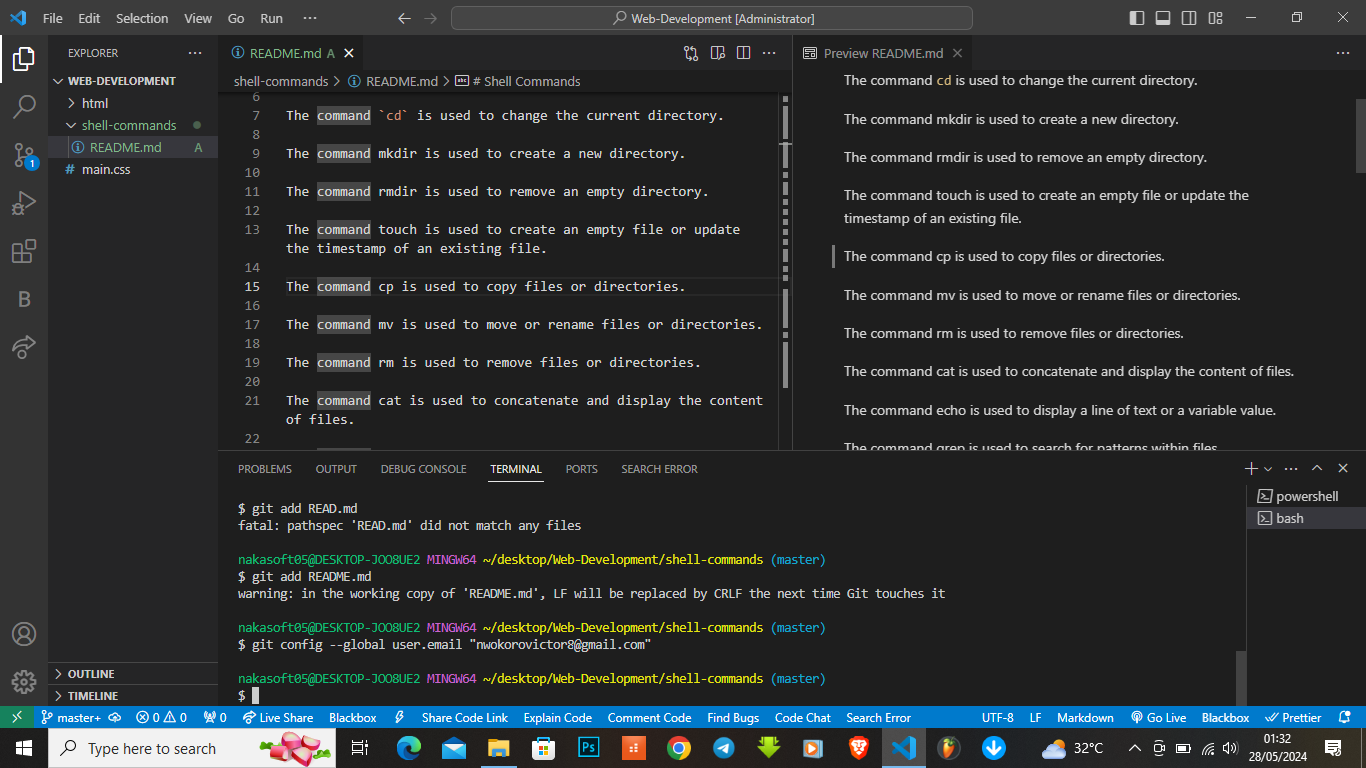 File Edit Selection View Go Run ··· Web-Development [Administrator]
EXPLORER
WEB-DEVELOPMENT
html
shell-commands
README.md A
# main.css
OUTLINE
TIMELINE
README.md A
shell-commands > README.md > # Shell Commands
6
7 The command `cd` is used to change the current directory.
8
9 The command mkdir is used to create a new directory.
10
11 The command rmdir is used to remove an empty directory.
12
13 The command touch is used to create an empty file or update
the timestamp of an existing file.
14
15 The command cp is used to copy files or directories.
16
17 The command mv is used to move or rename files or directories.
18
19 The command rm is used to remove files or directories.
20
21 The command cat is used to concatenate and display the content
of files.
22
Preview README.md
The command cd is used to change the current directory.
The command mkdir is used to create a new directory.
The command rmdir is used to remove an empty directory.
The command touch is used to create an empty file or update the
timestamp of an existing file.
The command cp is used to copy files or directories.
The command mv is used to move or rename files or directories.
The command rm is used to remove files or directories.
The command cat is used to concatenate and display the content of files.
The command echo is used to display a line of text or a variable value.
The command grep is used to search for patterns within files.
PROBLEMS OUTPUT DEBUG CONSOLE TERMINAL PORTS SEARCH ERROR
$ git add READ.md
fatal: pathspec 'READ.md' did not match any files
nakasoft05@DESKTOP-JOO8UE2 MINGW64 ~/desktop/Web-Development/shell-commands (master)
$ git add README.md
warning: in the working copy of 'README.md', LF will be replaced by CRLF the next time Git touches it
nakasoft05@DESKTOP-JOO8UE2 MINGW64 ~/desktop/Web-Development/shell-commands (master)
$ git config --global user.email "nwokorovictor8@gmail.com"
nakasoft05@DESKTOP-JOO8UE2 MINGW64 ~/desktop/Web-Development/shell-commands (master)
$
powershell
bash
master+ 0 0 0 Live Share Blackbox Share Code Link Explain Code Comment Code Find Bugs Code Chat Search Error UTF-8 LF Markdown Go Live Blackbox Prettier
Type here to search
Ps
32°C
01:32
28/05/2024